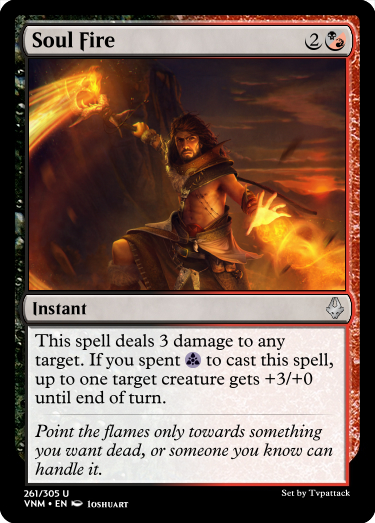 Soul Fire 2
Instant
This spell deals 3 damage to any
target. If you spent to cast this spell,
up to one target creature gets +3/+0
until end of turn.
Point the flames only towards something
you want dead, or someone you know can
handle it.
261/305 U Set by Tvpattack
VNM • EN Ioshuart